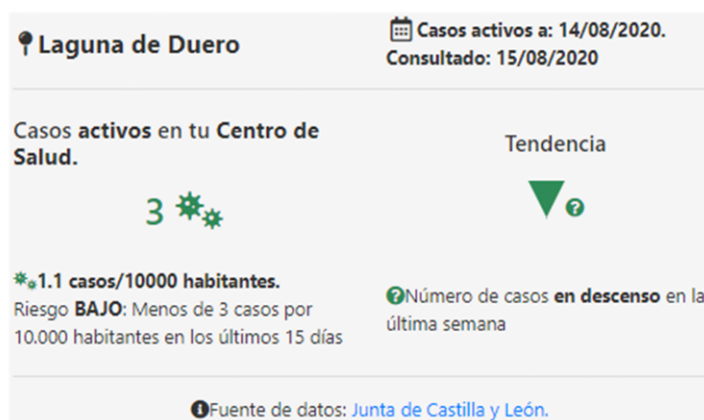 Laguna de Duero
Casos activos a: 14/08/2020.
Consultado: 15/08/2020
Casos activos en tu Centro de
Salud.
3
Tendencia
1.1 casos/10000 habitantes.
Riesgo BAJO: Menos de 3 casos por
10.000 habitantes en los últimos 15 días
Número de casos en descenso en la
última semana
Fuente de datos: Junta de Castilla y León.